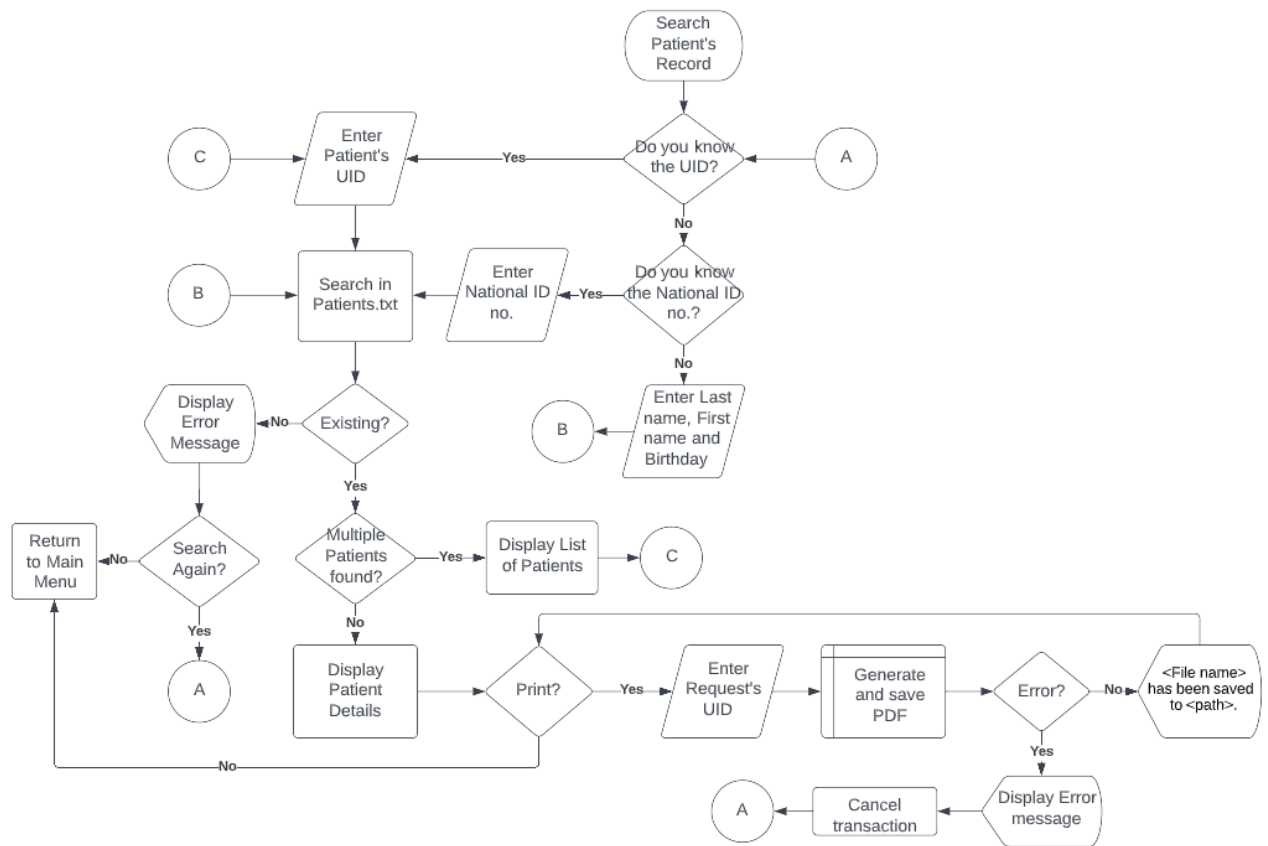 Search
Patient's
Record
C
Enter
Patient's
UID
Yes
Do you know
the UID?
A
No
B
Search in
Patients.txt
Enter
National ID
no.
Yes
Do you know
the National ID
no.?
No
Display
Error
Message
No
Existing?
B
Enter Last
name, First
name and
Birthday
Yes
Return
to Main
Menu
No
Search
Again?
Multiple
Patients
found?
Yes
Display List
of Patients
C
Yes
No
A
Display
Patient
Details
Print?
Yes
Enter
Request's
UID
Generate
and save
PDF
Error?
No
<File name>
has been saved
to <path>.
No
Yes
A
Cancel
transaction
Display Error
message